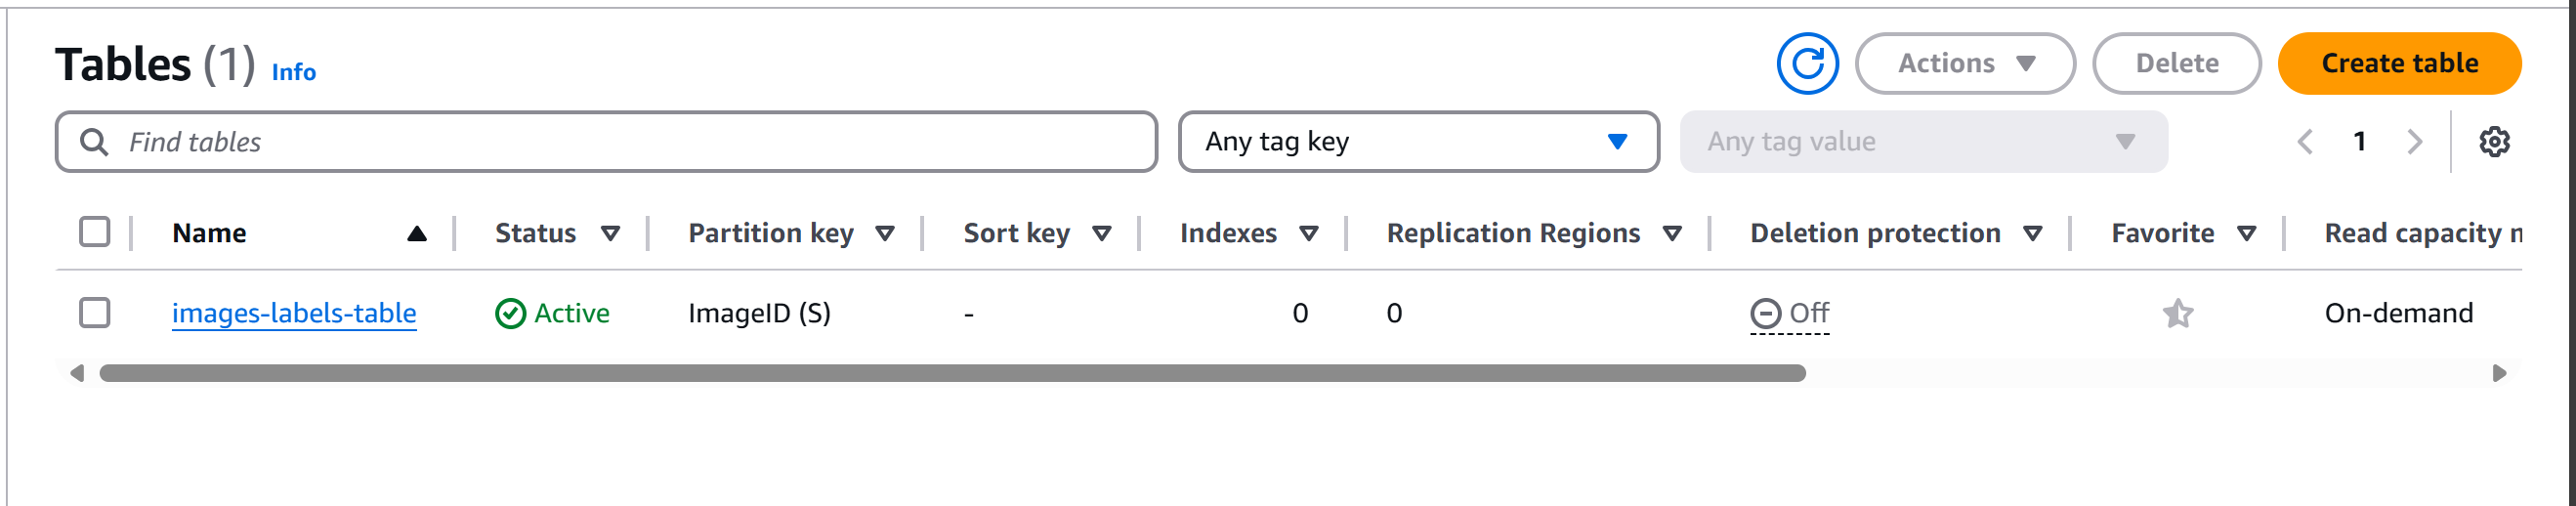 Tables (1) Info
Actions Delete Create table
Find tables Any tag key Any tag value 1
Name Status Partition key Sort key Indexes Replication Regions Deletion protection Favorite Read capacity
images-labels-table Active ImageID (S) - 0 0 Off On-demand